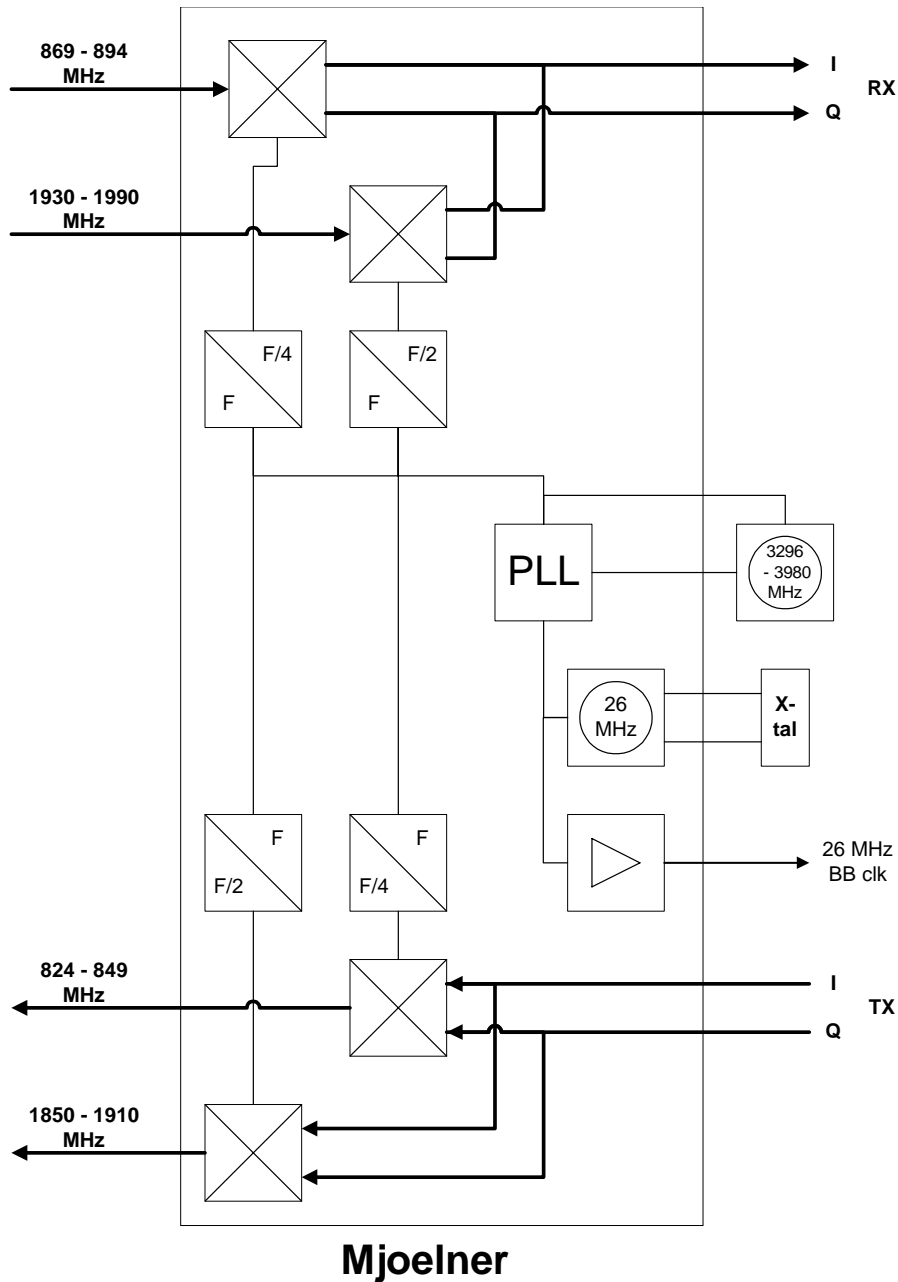 869 - 894
MHz
I
RX
Q
1930 - 1990
MHz
F/4
F
F/2
F
PLL
3296
- 3980
MHz
26
MHz
X-
tal
F
F/2
F
F/4
26 MHz
BB clk
824 - 849
MHz
I
TX
Q
1850 - 1910
MHz
Mjoelner